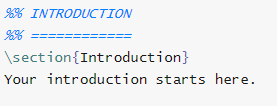 %% INTRODUCTION
%% ============
\section{Introduction}
Your introduction starts here.